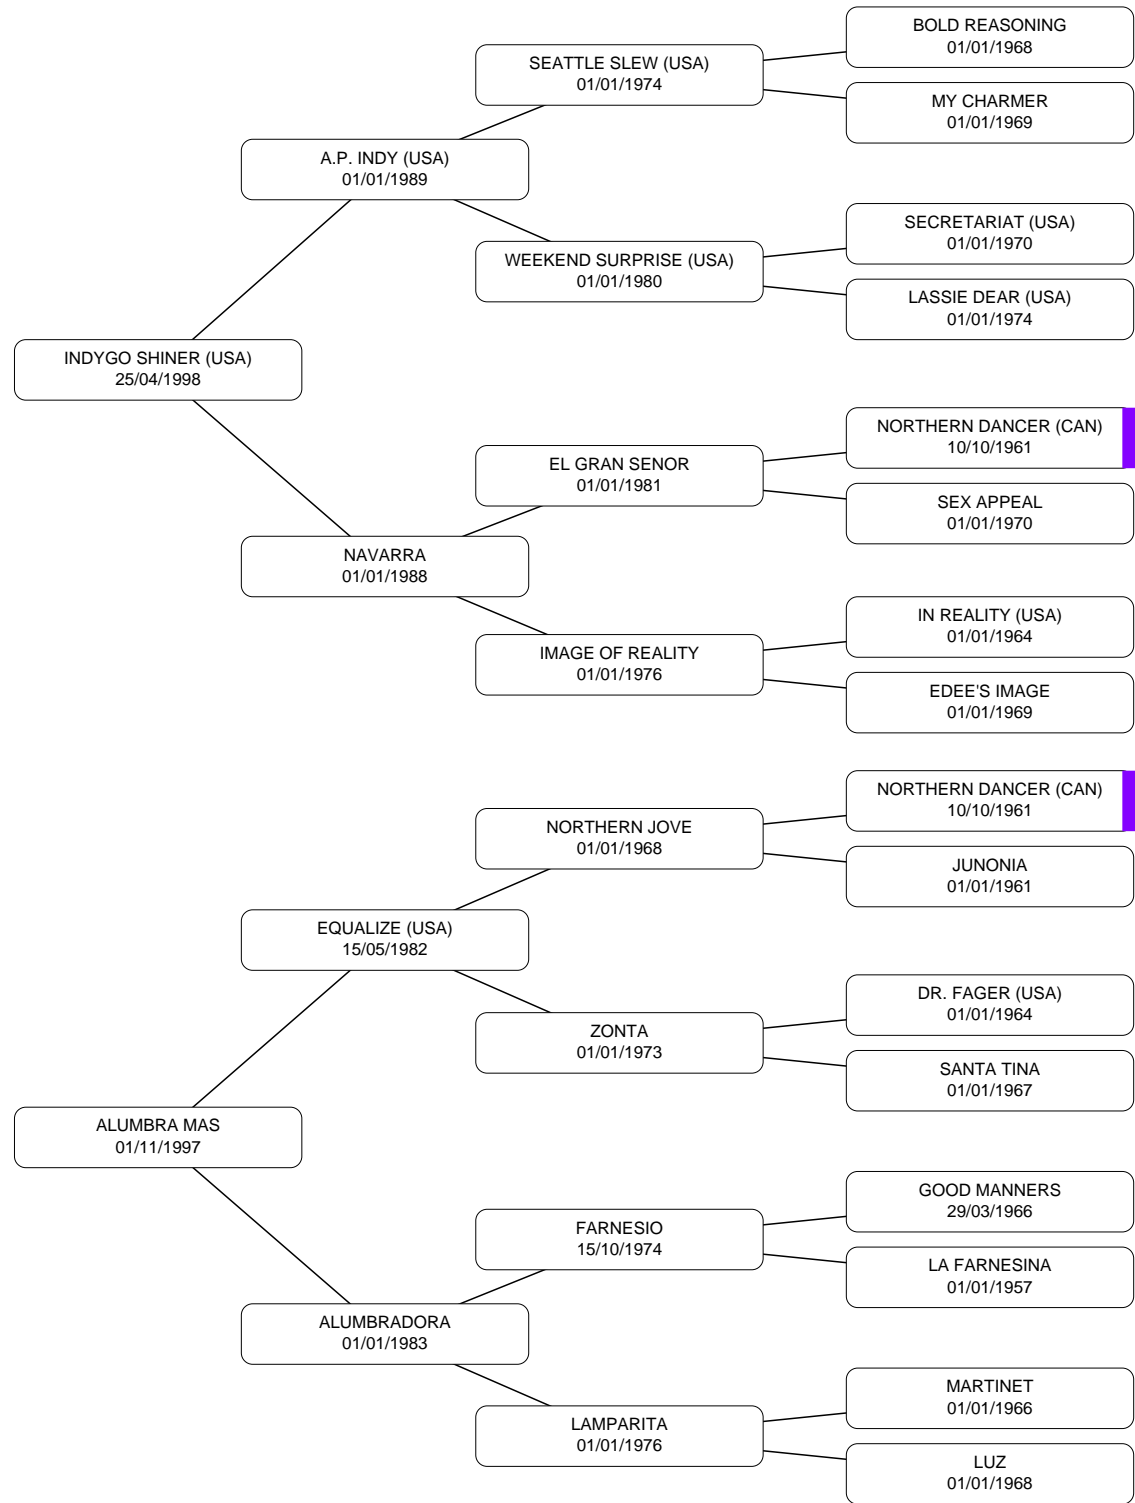 BOLD REASONING
01/01/1968
SEATTLE SLEW (USA)
01/01/1974
MY CHARMER
01/01/1969
A.P. INDY (USA)
01/01/1989
SECRETARIAT (USA)
01/01/1970
WEEKEND SURPRISE (USA)
01/01/1980
LASSIE DEAR (USA)
01/01/1974
INDYGO SHINER (USA)
25/04/1998
NORTHERN DANCER (CAN)
10/10/1961
EL GRAN SENOR
01/01/1981
SEX APPEAL
01/01/1970
NAVARRA
01/01/1988
IN REALITY (USA)
01/01/1964
IMAGE OF REALITY
01/01/1976
EDEE'S IMAGE
01/01/1969
NORTHERN DANCER (CAN)
10/10/1961
NORTHERN JOVE
01/01/1968
JUNONIA
01/01/1961
EQUALIZE (USA)
15/05/1982
DR. FAGER (USA)
01/01/1964
ZONTA
01/01/1973
SANTA TINA
01/01/1967
ALUMBRA MAS
01/11/1997
GOOD MANNERS
29/03/1966
FARNESIO
15/10/1974
LA FARNESINA
01/01/1957
ALUMBRADORA
01/01/1983
MARTINET
01/01/1966
LAMPARITA
01/01/1976
LUZ
01/01/1968